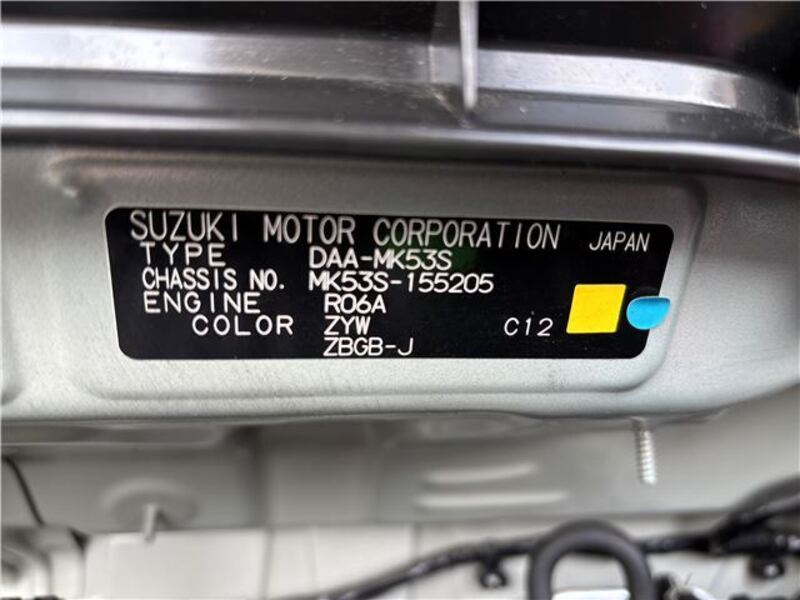 SUZUKI MOTOR CORPORATION JAPAN
TYPE DAA-MK53S
CHASSIS NO. MK53S-155205
ENGINE R06A
COLOR ZYW C12
ZBGB-J